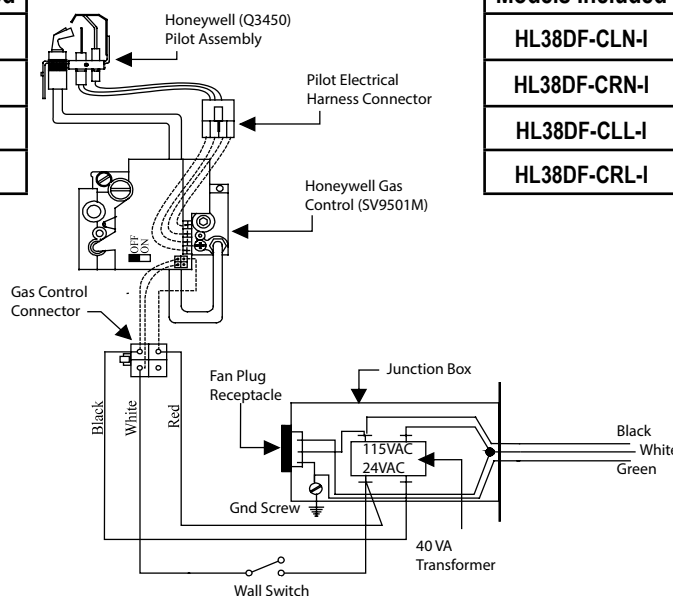 Models Included
HL38DF-CLN-I
HL38DF-CRN-I
HL38DF-CLL-I
HL38DF-CRL-I
Honeywell (Q3450)
Pilot Assembly
Pilot Electrical
Harness Connector
Honeywell Gas
Control (SV9501M)
OFF
ON
Gas Control
Connector
Black
White
Red
Fan Plug
Receptacle
Junction Box
115VAC
24VAC
Gnd Screw
40 VA
Transformer
Wall Switch
Black
White
Green